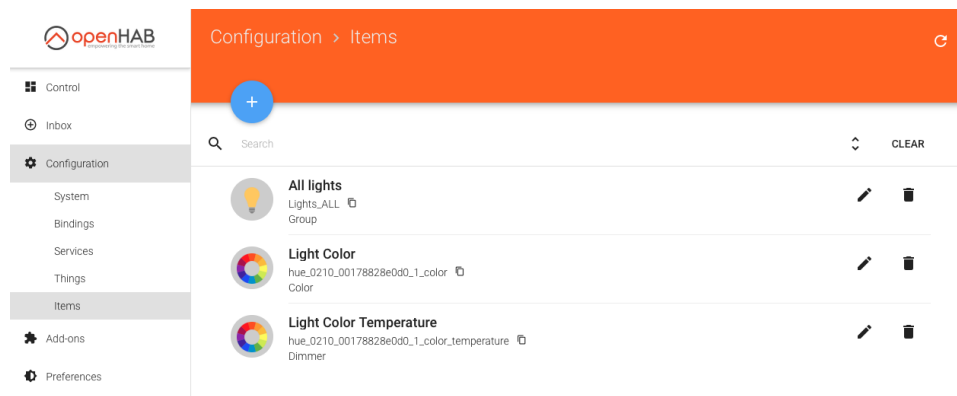 openHAB
empowering the smart home
Control
Inbox
Configuration
System
Bindings
Services
Things
Items
Add-ons
Preferences
Configuration > Items
+
Search
CLEAR
All lights
Lights_ALL
Group
Light Color
hue_0210_00178828e0d0_1_color
Color
Light Color Temperature
hue_0210_00178828e0d0_1_color_temperature
Dimmer